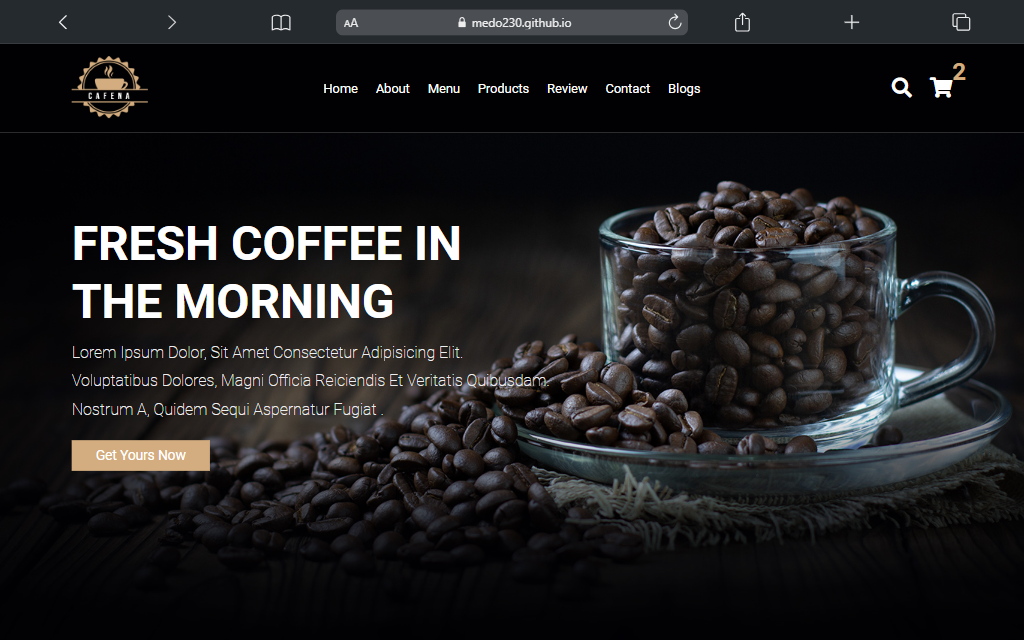 AA medo230.github.io
CAFENA
Home About Menu Products Review Contact Blogs
2
FRESH COFFEE IN
THE MORNING
Lorem Ipsum Dolor, Sit Amet Consectetur Adipisicing Elit.
Voluptatibus Dolores, Magni Officia Reiciendis Et Veritatis Quibusdam.
Nostrum A, Quidem Sequi Aspernatur Fugiat .
Get Yours Now